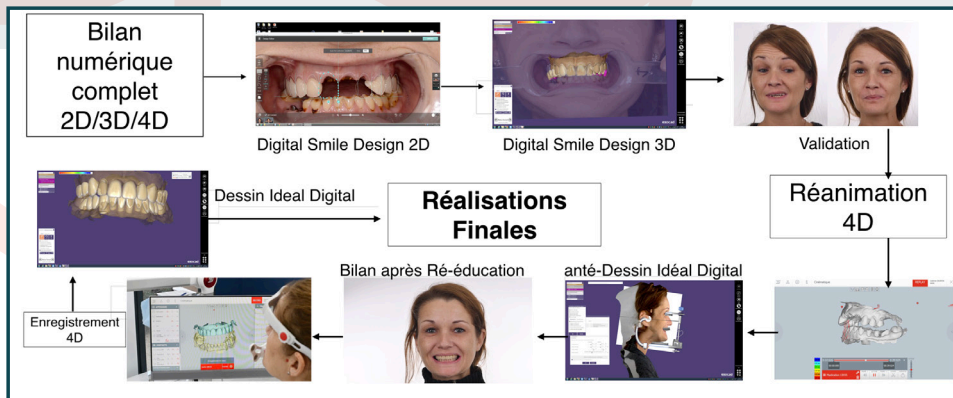 Bilan
numérique
complet
2D/3D/4D
Digital Smile Design 2D
Digital Smile Design 3D
Validation
Réanimation
4D
anté-Dessin Idéal Digital
Bilan après Ré-éducation
Enregistrement
4D
Dessin Ideal Digital
Réalisations
Finales